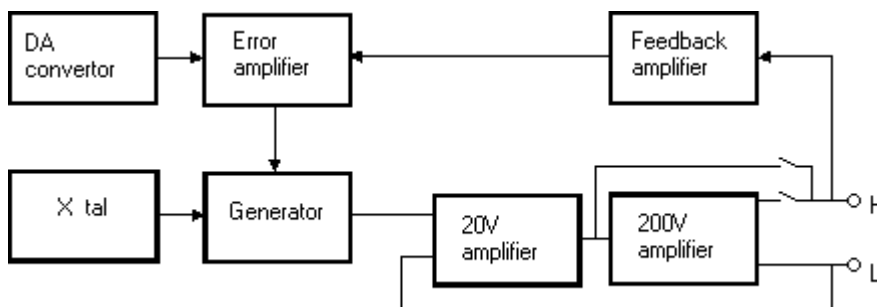 DA
convertor
Error
amplifier
Feedback
amplifier
X tal
Generator
20V
amplifier
200V
amplifier
H
L